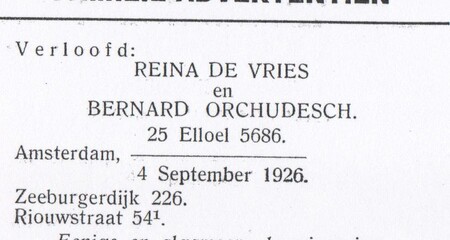 Verloofd:
REINA DE VRIES
en
BERNARD ORCHUDESCH.
25 Elloel 5686.
Amsterdam,
4 September 1926.
Zeeburgerdijk 226.
Riouwstraat 54¹.